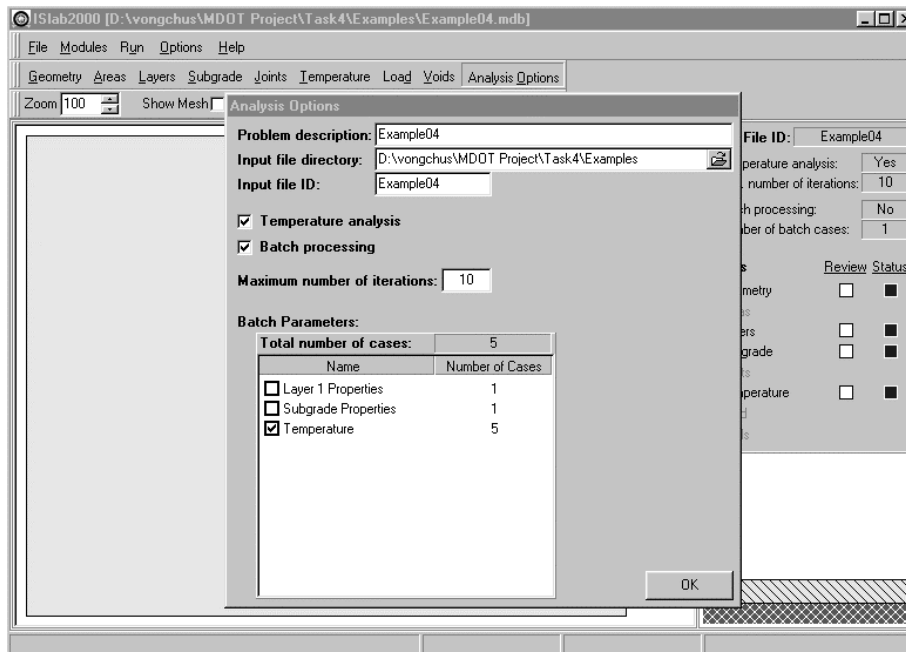 ISlab2000 [D:\vongchus\MDOT Project\Task4\Examples\Example04.mdb]
File Modules Run Options Help
Geometry Areas Layers Subgrade Joints Temperature Load Voids Analysis Options
Zoom 100 Show Mesh
Analysis Options
Problem description: Example04
Input file directory: D:\vongchus\MDOT Project\Task4\Examples
Input file ID: Example04
Temperature analysis
Batch processing
Maximum number of iterations: 10
Batch Parameters:
Total number of cases: 5
Name Number of Cases
Layer 1 Properties 1
Subgrade Properties 1
Temperature 5
OK
File ID: Example04
perature analysis: Yes
. number of iterations: 10
h processing: No
ber of batch cases: 1
s Review Status
metry
as
ers
grade
ts
perature
d
ls